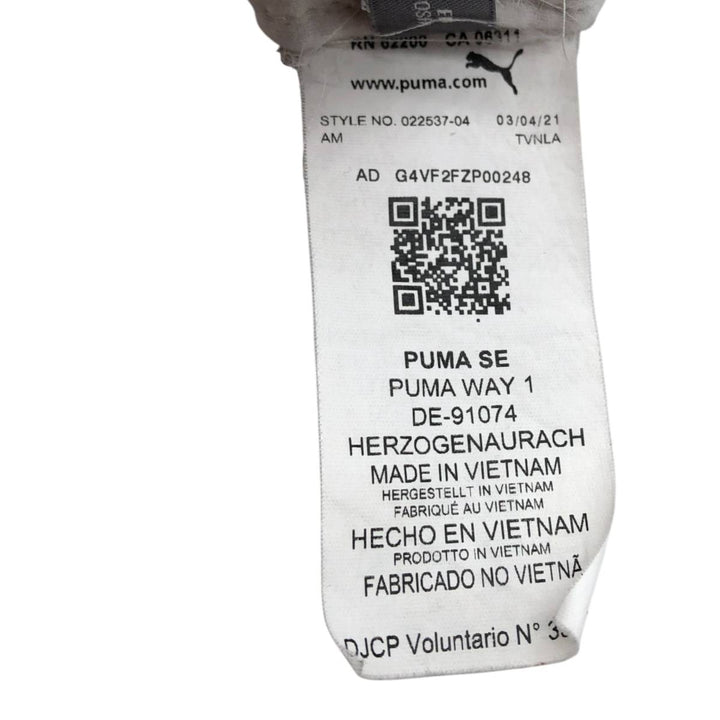 RN 62200 CA 06311
www.puma.com
STYLE NO. 022537-04 03/04/21
AM TVNLA
AD G4VF2FZP00248
PUMA SE
PUMA WAY 1
DE-91074
HERZOGENAURACH
MADE IN VIETNAM
HERGESTELLT IN VIETNAM
FABRIQUÉ AU VIETNAM
HECHO EN VIETNAM
PRODOTTO IN VIETNAM
FABRICADO NO VIETNÃ
DJCP Voluntario N°